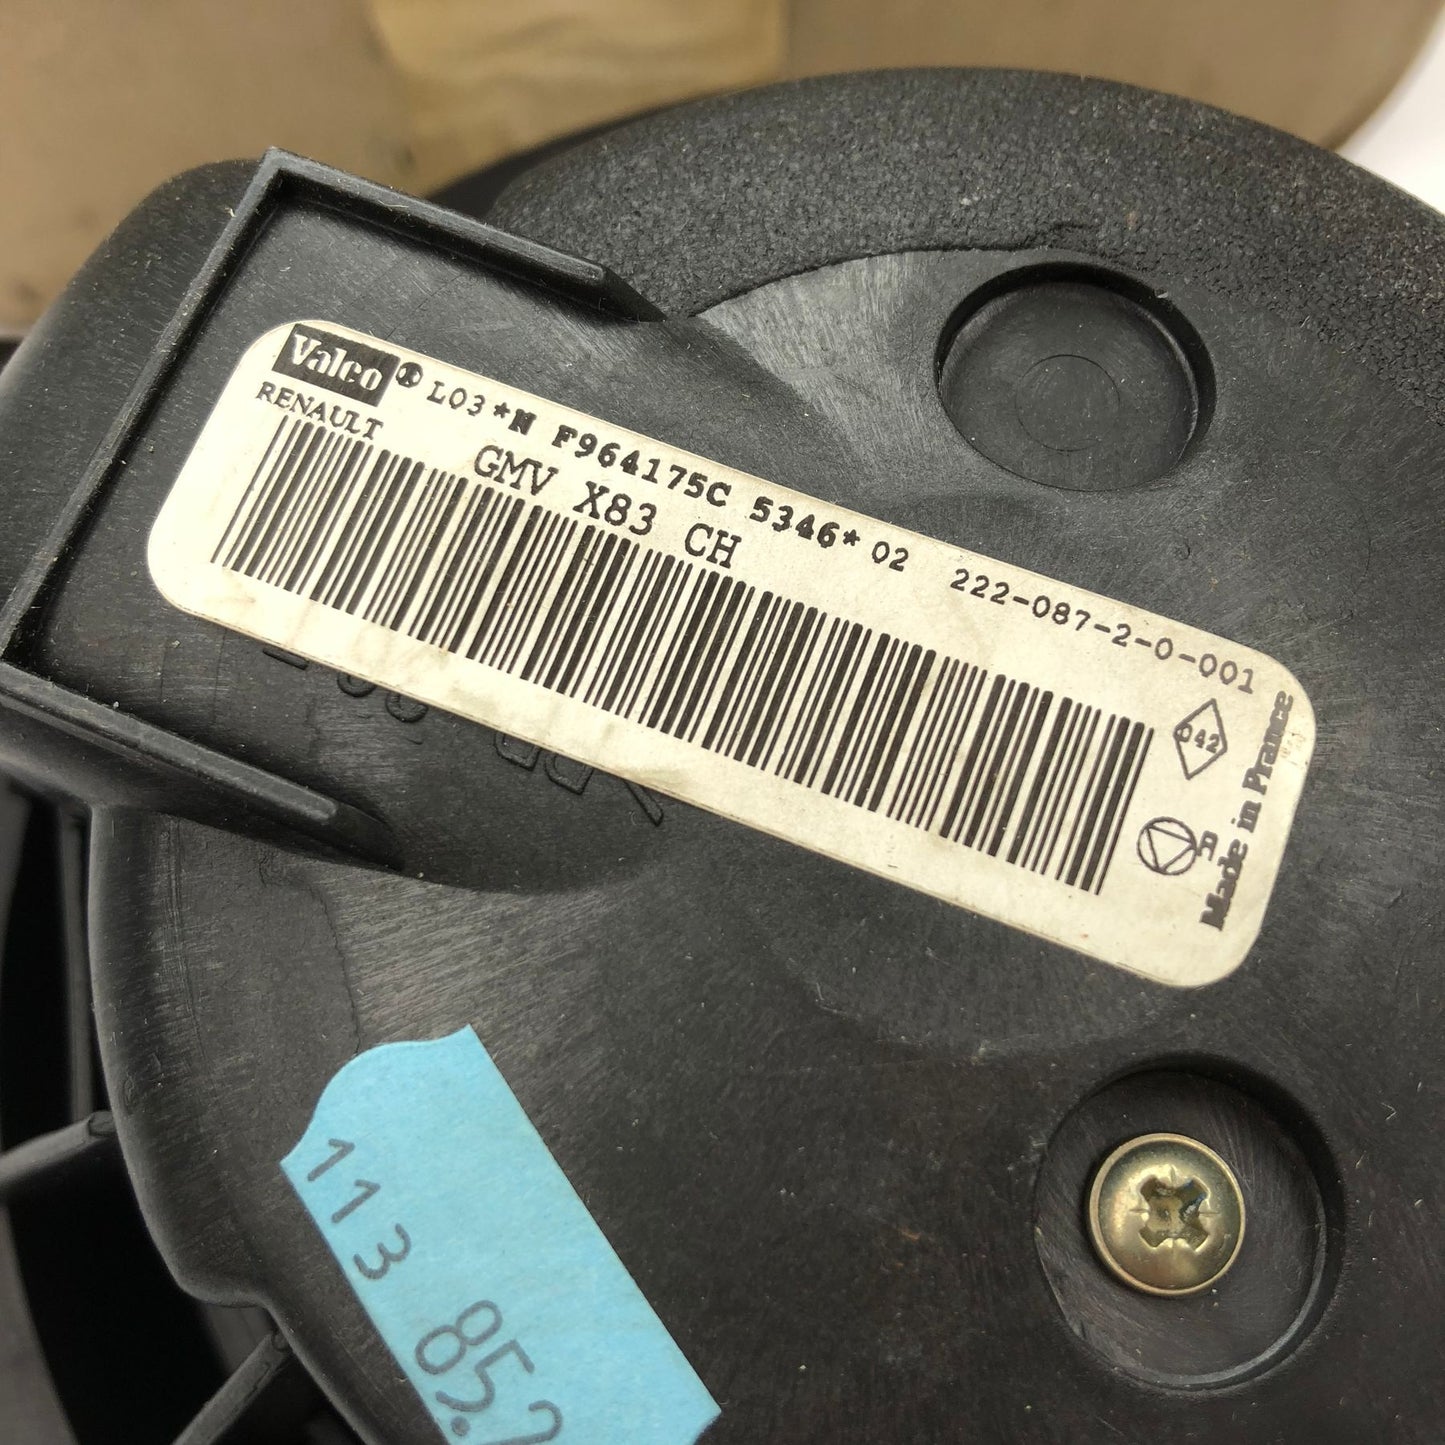 Valeo ® L03 *N F964175C 5346* 02 222-087-2-0-001
RENAULT
GMV X83 CH
042
Made in France
113
85.2